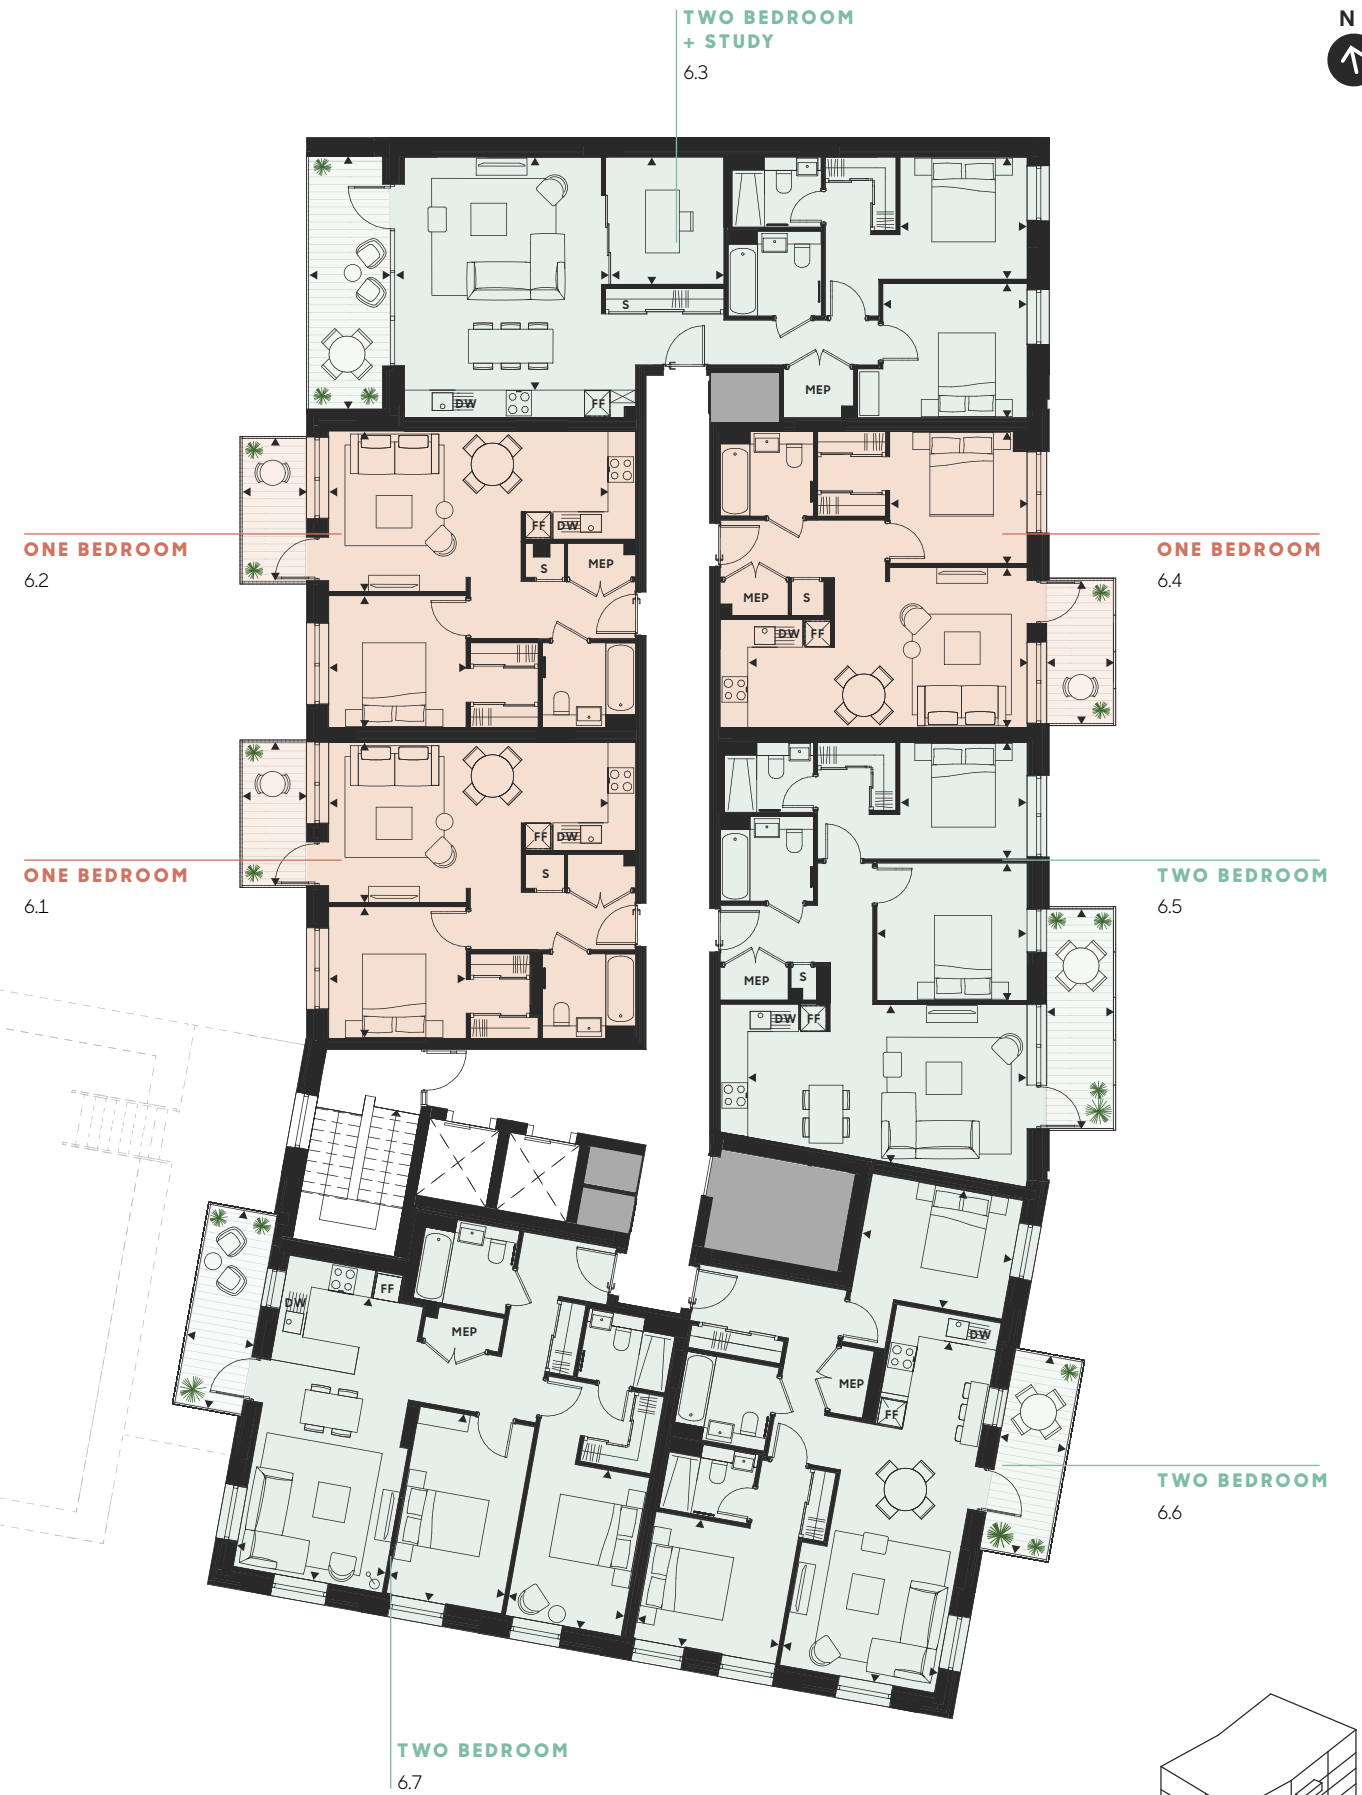 TWO BEDROOM
+ STUDY
6.3
N
S
MEP
DW
FF
FF
DW
S
MEP
ONE BEDROOM
6.2
ONE BEDROOM
6.4
MEP
S
DW
FF
FF
DW
S
ONE BEDROOM
6.1
TWO BEDROOM
6.5
MEP
S
DW
FF
FF
DW
MEP
DW
MEP
FF
TWO BEDROOM
6.6
TWO BEDROOM
6.7